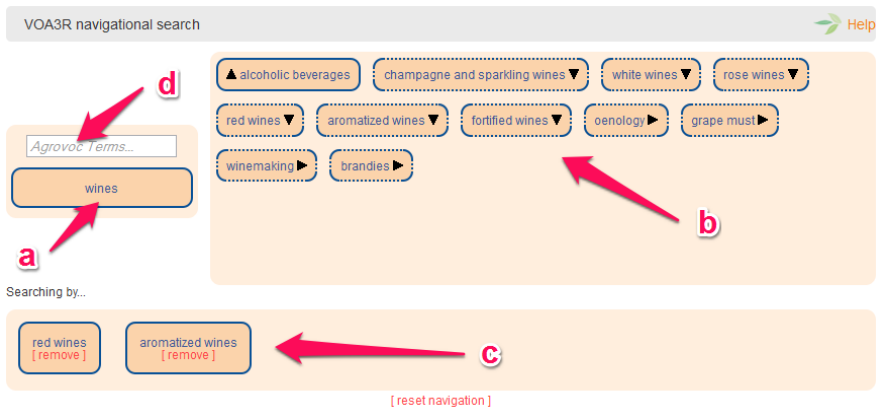 VOA3R navigational search
Help
▲ alcoholic beverages champagne and sparkling wines ▼ white wines ▼ rose wines ▼
d
red wines ▼ aromatized wines ▼ fortified wines ▼ oenology ▶ grape must ▶
Agrovoc Terms...
winemaking ▶ brandies ▶
wines
b
a
Searching by...
red wines aromatized wines
[ remove ] [ remove ]
c
[ reset navigation ]